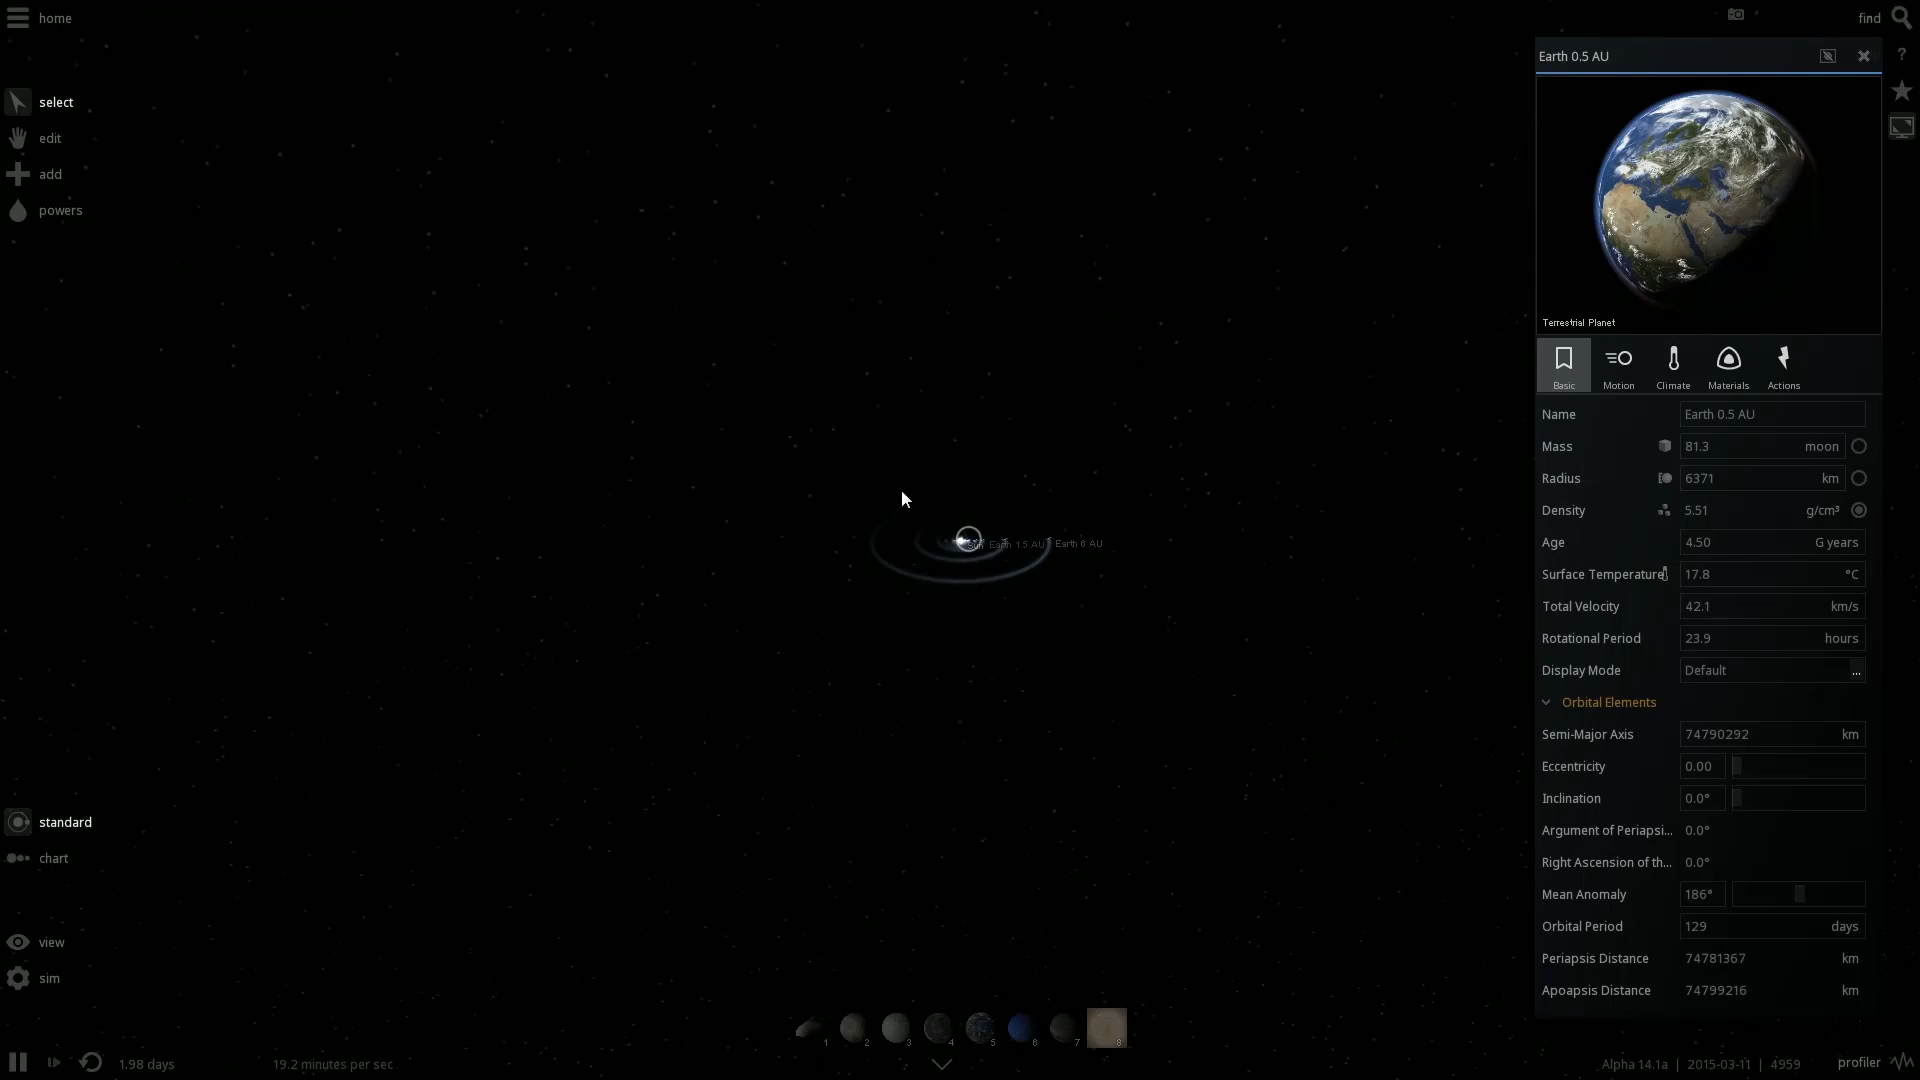 home
find
Earth 0.5 AU
?
select
edit
add
powers
Terrestrial Planet
Basic Motion Climate Materials Actions
Name Earth 0.5 AU
Mass 81.3 moon
Radius 6371 km
Density 5.51 g/cm³
Age 4.50 G years
Surface Temperature 17.8 °C
Total Velocity 42.1 km/s
Rotational Period 23.9 hours
Display Mode Default ...
Orbital Elements
Semi-Major Axis 74790292 km
Eccentricity 0.00
Inclination 0.0°
Argument of Periapsi... 0.0°
Right Ascension of th... 0.0°
Mean Anomaly 186°
Orbital Period 129 days
Periapsis Distance 74781367 km
Apoapsis Distance 74799216 km
Sun Earth 1.5 AU Earth 6 AU
standard
chart
view
sim
1 2 3 4 5 6 7 8
1.98 days 19.2 minutes per sec
Alpha 14.1a | 2015-03-11 | 4959 profiler